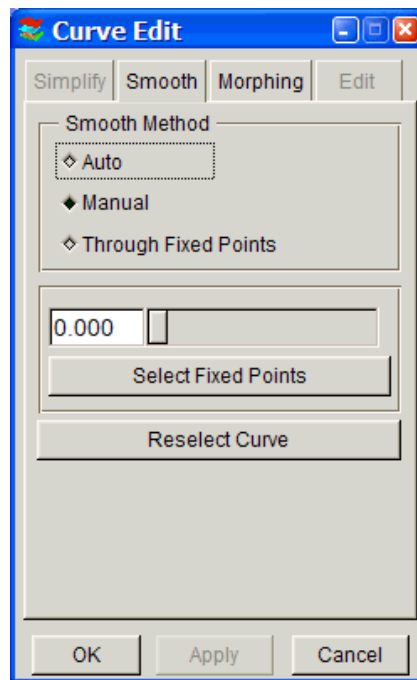 Curve Edit
Simplify Smooth Morphing Edit
Smooth Method
Auto
Manual
Through Fixed Points
0.000
Select Fixed Points
Reselect Curve
OK Apply Cancel